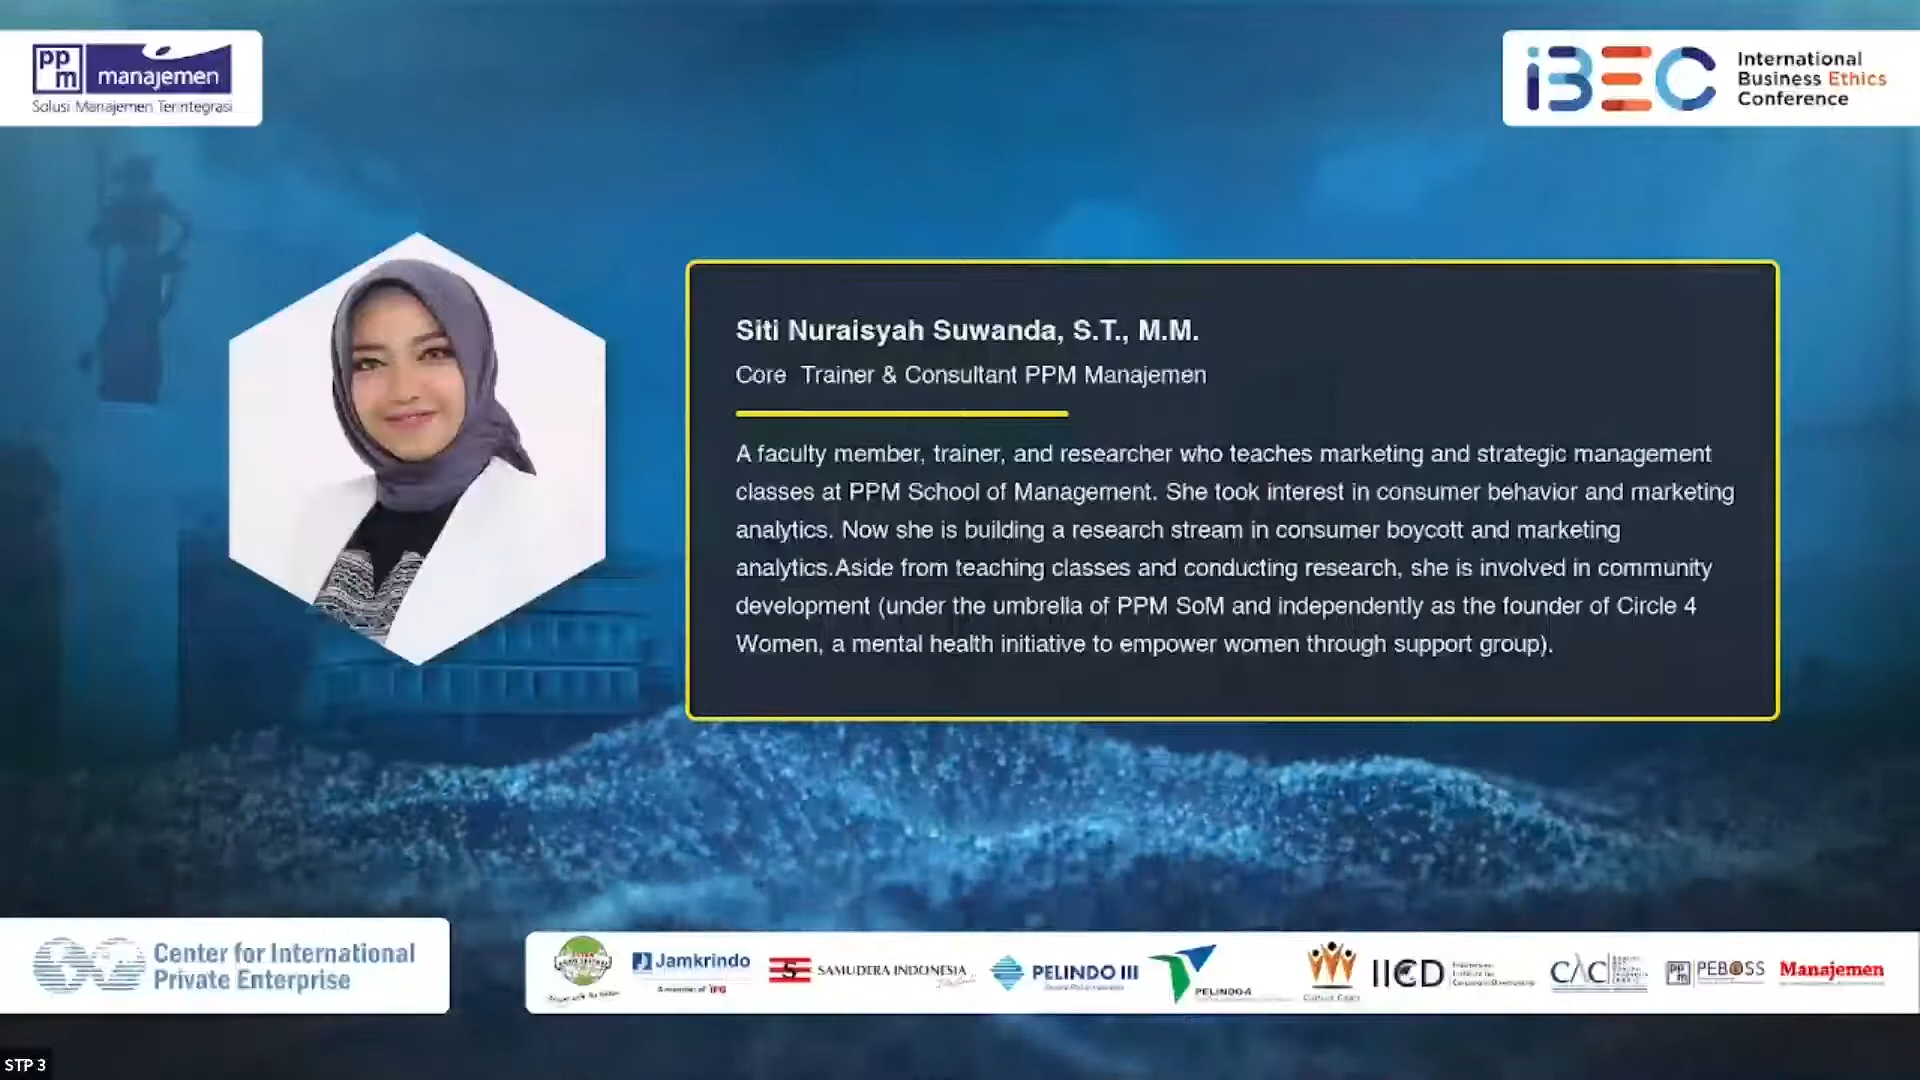 ppm manajemen
Solusi Manajemen Terintegrasi
iBEC
International
Business Ethics
Conference
Siti Nuraisyah Suwanda, S.T., M.M.
Core Trainer & Consultant PPM Manajemen
A faculty member, trainer, and researcher who teaches marketing and strategic management
classes at PPM School of Management. She took interest in consumer behavior and marketing
analytics. Now she is building a research stream in consumer boycott and marketing
analytics.Aside from teaching classes and conducting research, she is involved in community
development (under the umbrella of PPM SoM and independently as the founder of Circle 4
Women, a mental health initiative to empower women through support group).
Center for International
Private Enterprise
Jamkrindo
A member of IFG
SAMUDERA INDONESIA
PELINDO III
PELINDO 4
IICD
CAC
ppm PEBOSS
Manajemen
STP 3